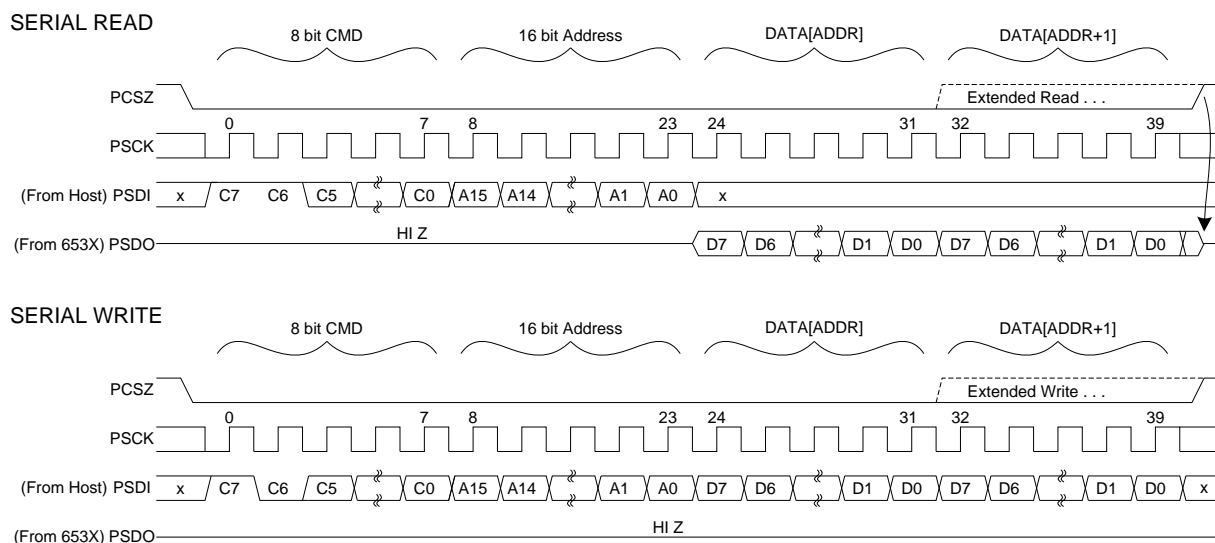 SERIAL READ
8 bit CMD 16 bit Address DATA[ADDR] DATA[ADDR+1]
PCSZ Extended Read . . .
0 7 8 23 24 31 32 39
PSCK
(From Host) PSDI x C7 C6 C5 C0 A15 A14 A1 A0 x
HI Z
(From 653X) PSDO D7 D6 D1 D0 D7 D6 D1 D0
SERIAL WRITE
8 bit CMD 16 bit Address DATA[ADDR] DATA[ADDR+1]
PCSZ Extended Write . . .
0 7 8 23 24 31 32 39
PSCK
(From Host) PSDI x C7 C6 C5 C0 A15 A14 A1 A0 D7 D6 D1 D0 D7 D6 D1 D0 x
HI Z
(From 653X) PSDO